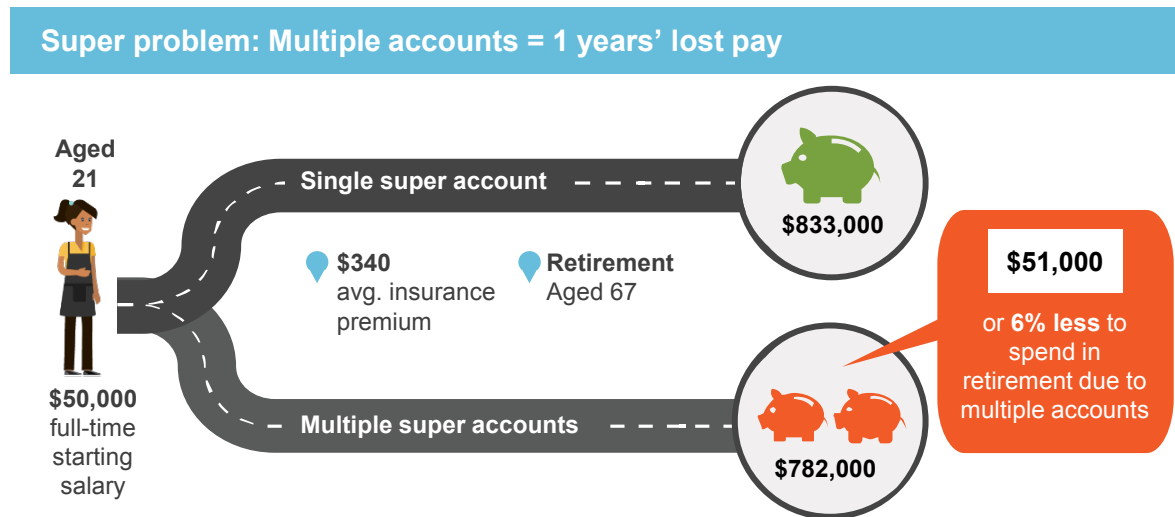 Super problem: Multiple accounts = 1 years’ lost pay
Aged
21
$50,000
full-time
starting
salary
Single super account
$340
avg. insurance
premium
Retirement
Aged 67
Multiple super accounts
$833,000
$782,000
$51,000
or 6% less to
spend in
retirement due to
multiple accounts